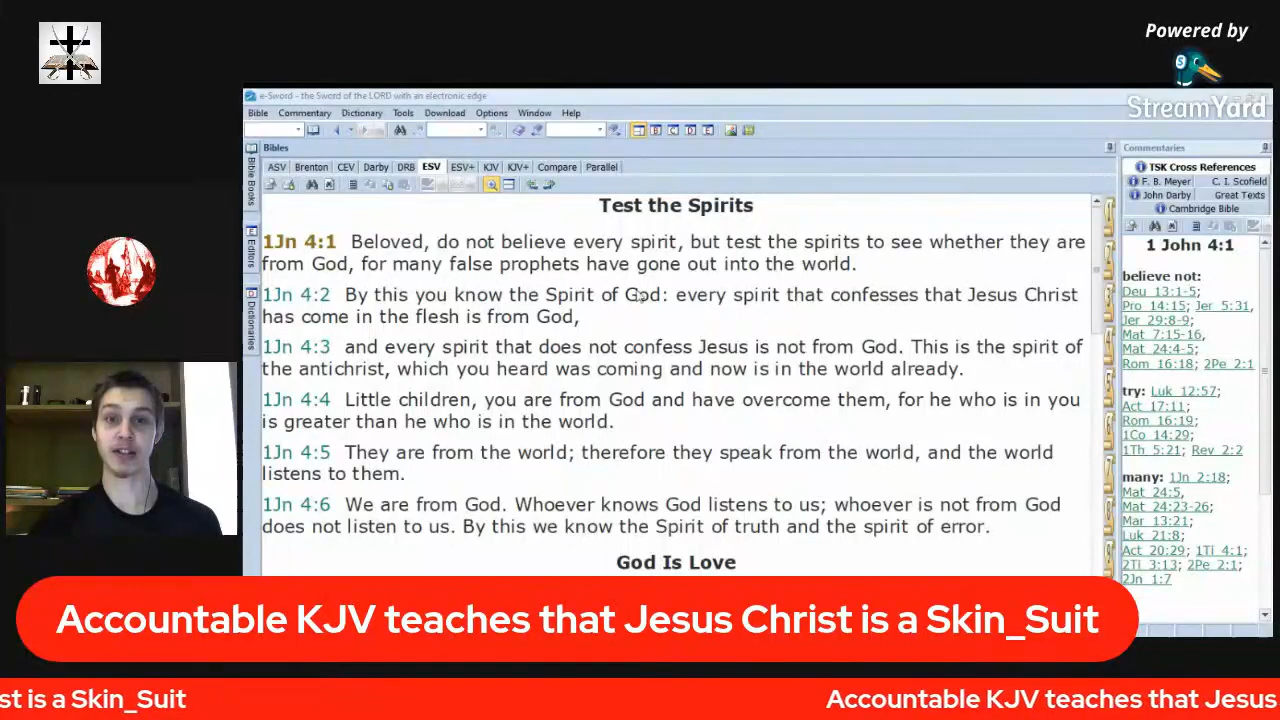 Powered by
StreamYard
e-Sword - the Sword of the LORD with an electronic edge
Bible Commentary Dictionary Tools Download Options Window Help
Bibles
ASV Brenton CEV Darby DRB ESV ESV+ KJV KJV+ Compare Parallel
Bible Books
Editors
Dictionaries
Test the Spirits
1Jn 4:1 Beloved, do not believe every spirit, but test the spirits to see whether they are
from God, for many false prophets have gone out into the world.
1Jn 4:2 By this you know the Spirit of God: every spirit that confesses that Jesus Christ
has come in the flesh is from God,
1Jn 4:3 and every spirit that does not confess Jesus is not from God. This is the spirit of
the antichrist, which you heard was coming and now is in the world already.
1Jn 4:4 Little children, you are from God and have overcome them, for he who is in you
is greater than he who is in the world.
1Jn 4:5 They are from the world; therefore they speak from the world, and the world
listens to them.
1Jn 4:6 We are from God. Whoever knows God listens to us; whoever is not from God
does not listen to us. By this we know the Spirit of truth and the spirit of error.
God Is Love
Commentaries
TSK Cross References
F. B. Meyer C. I. Scofield
John Darby Great Texts
Cambridge Bible
1 John 4:1
believe not:
Deu 13:1-5;
Pro 14:15; Jer 5:31,
Jer 29:8-9;
Mat 7:15-16,
Mat 24:4-5;
Rom 16:18; 2Pe 2:1
try: Luk 12:57;
Act 17:11;
Rom 16:19;
1Co 14:29;
1Th 5:21; Rev 2:2
many: 1Jn 2:18;
Mat 24:5,
Mat 24:23-26;
Mar 13:21;
Luk 21:8;
Act 20:29; 1Ti 4:1;
2Ti 3:13; 2Pe 2:1;
2Jn 1:7
Accountable KJV teaches that Jesus Christ is a Skin_Suit
st is a Skin_Suit Accountable KJV teaches that Jesus